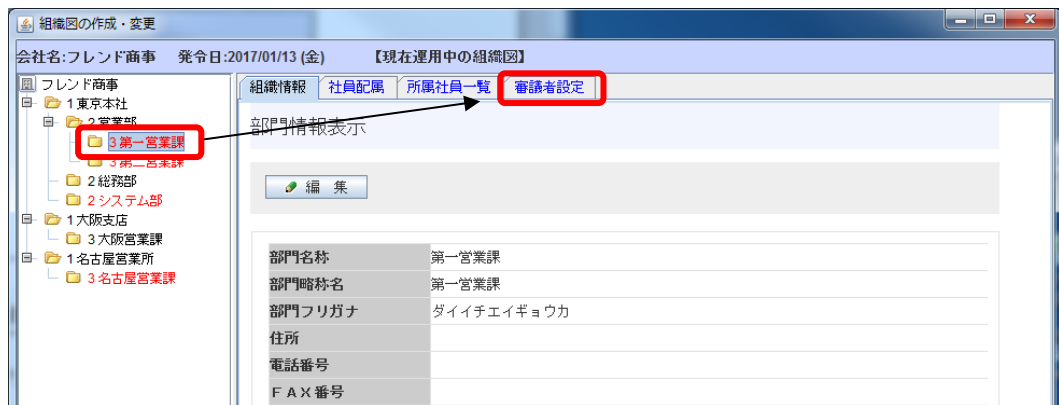 組織図の作成・変更
会社名:フレンド商事 発令日:2017/01/13 (金) 【現在運用中の組織図】
フレンド商事
1 東京本社
2 営業部
3 第一営業課
3 第二営業課
2 総務部
2 システム部
1 大阪支店
3 大阪営業課
1 名古屋営業所
3 名古屋営業課
組織情報 社員配属 所属社員一覧 審議者設定
部門情報表示
編 集
部門名称 第一営業課
部門略称名 第一営業課
部門フリガナ ダイイチエイギョウカ
住所
電話番号
ＦＡＸ番号